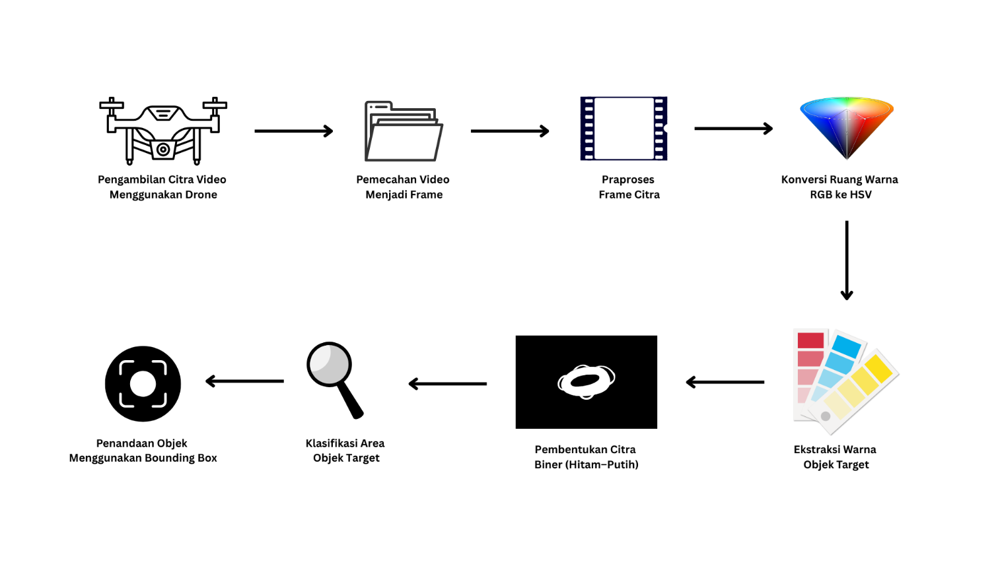 Pengambilan Citra Video
Menggunakan Drone
Pemecahan Video
Menjadi Frame
Praproses
Frame Citra
Konversi Ruang Warna
RGB ke HSV
Ekstraksi Warna
Objek Target
Pembentukan Citra
Biner (Hitam–Putih)
Klasifikasi Area
Objek Target
Penandaan Objek
Menggunakan Bounding Box